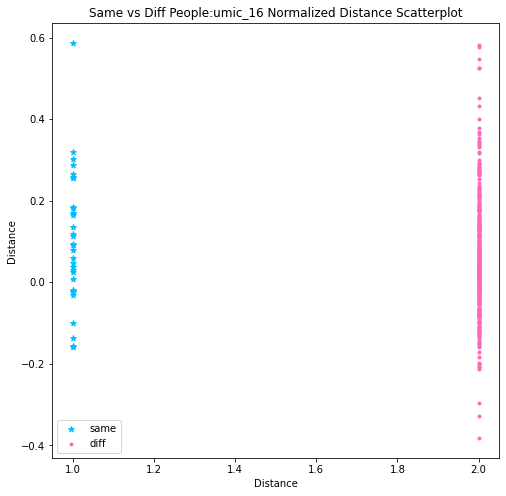 Same vs Diff People:umic_16 Normalized Distance Scatterplot
0.6
0.4
0.2
0.0
−0.2
−0.4
Distance
same
diff
1.0 1.2 1.4 1.6 1.8 2.0
Distance